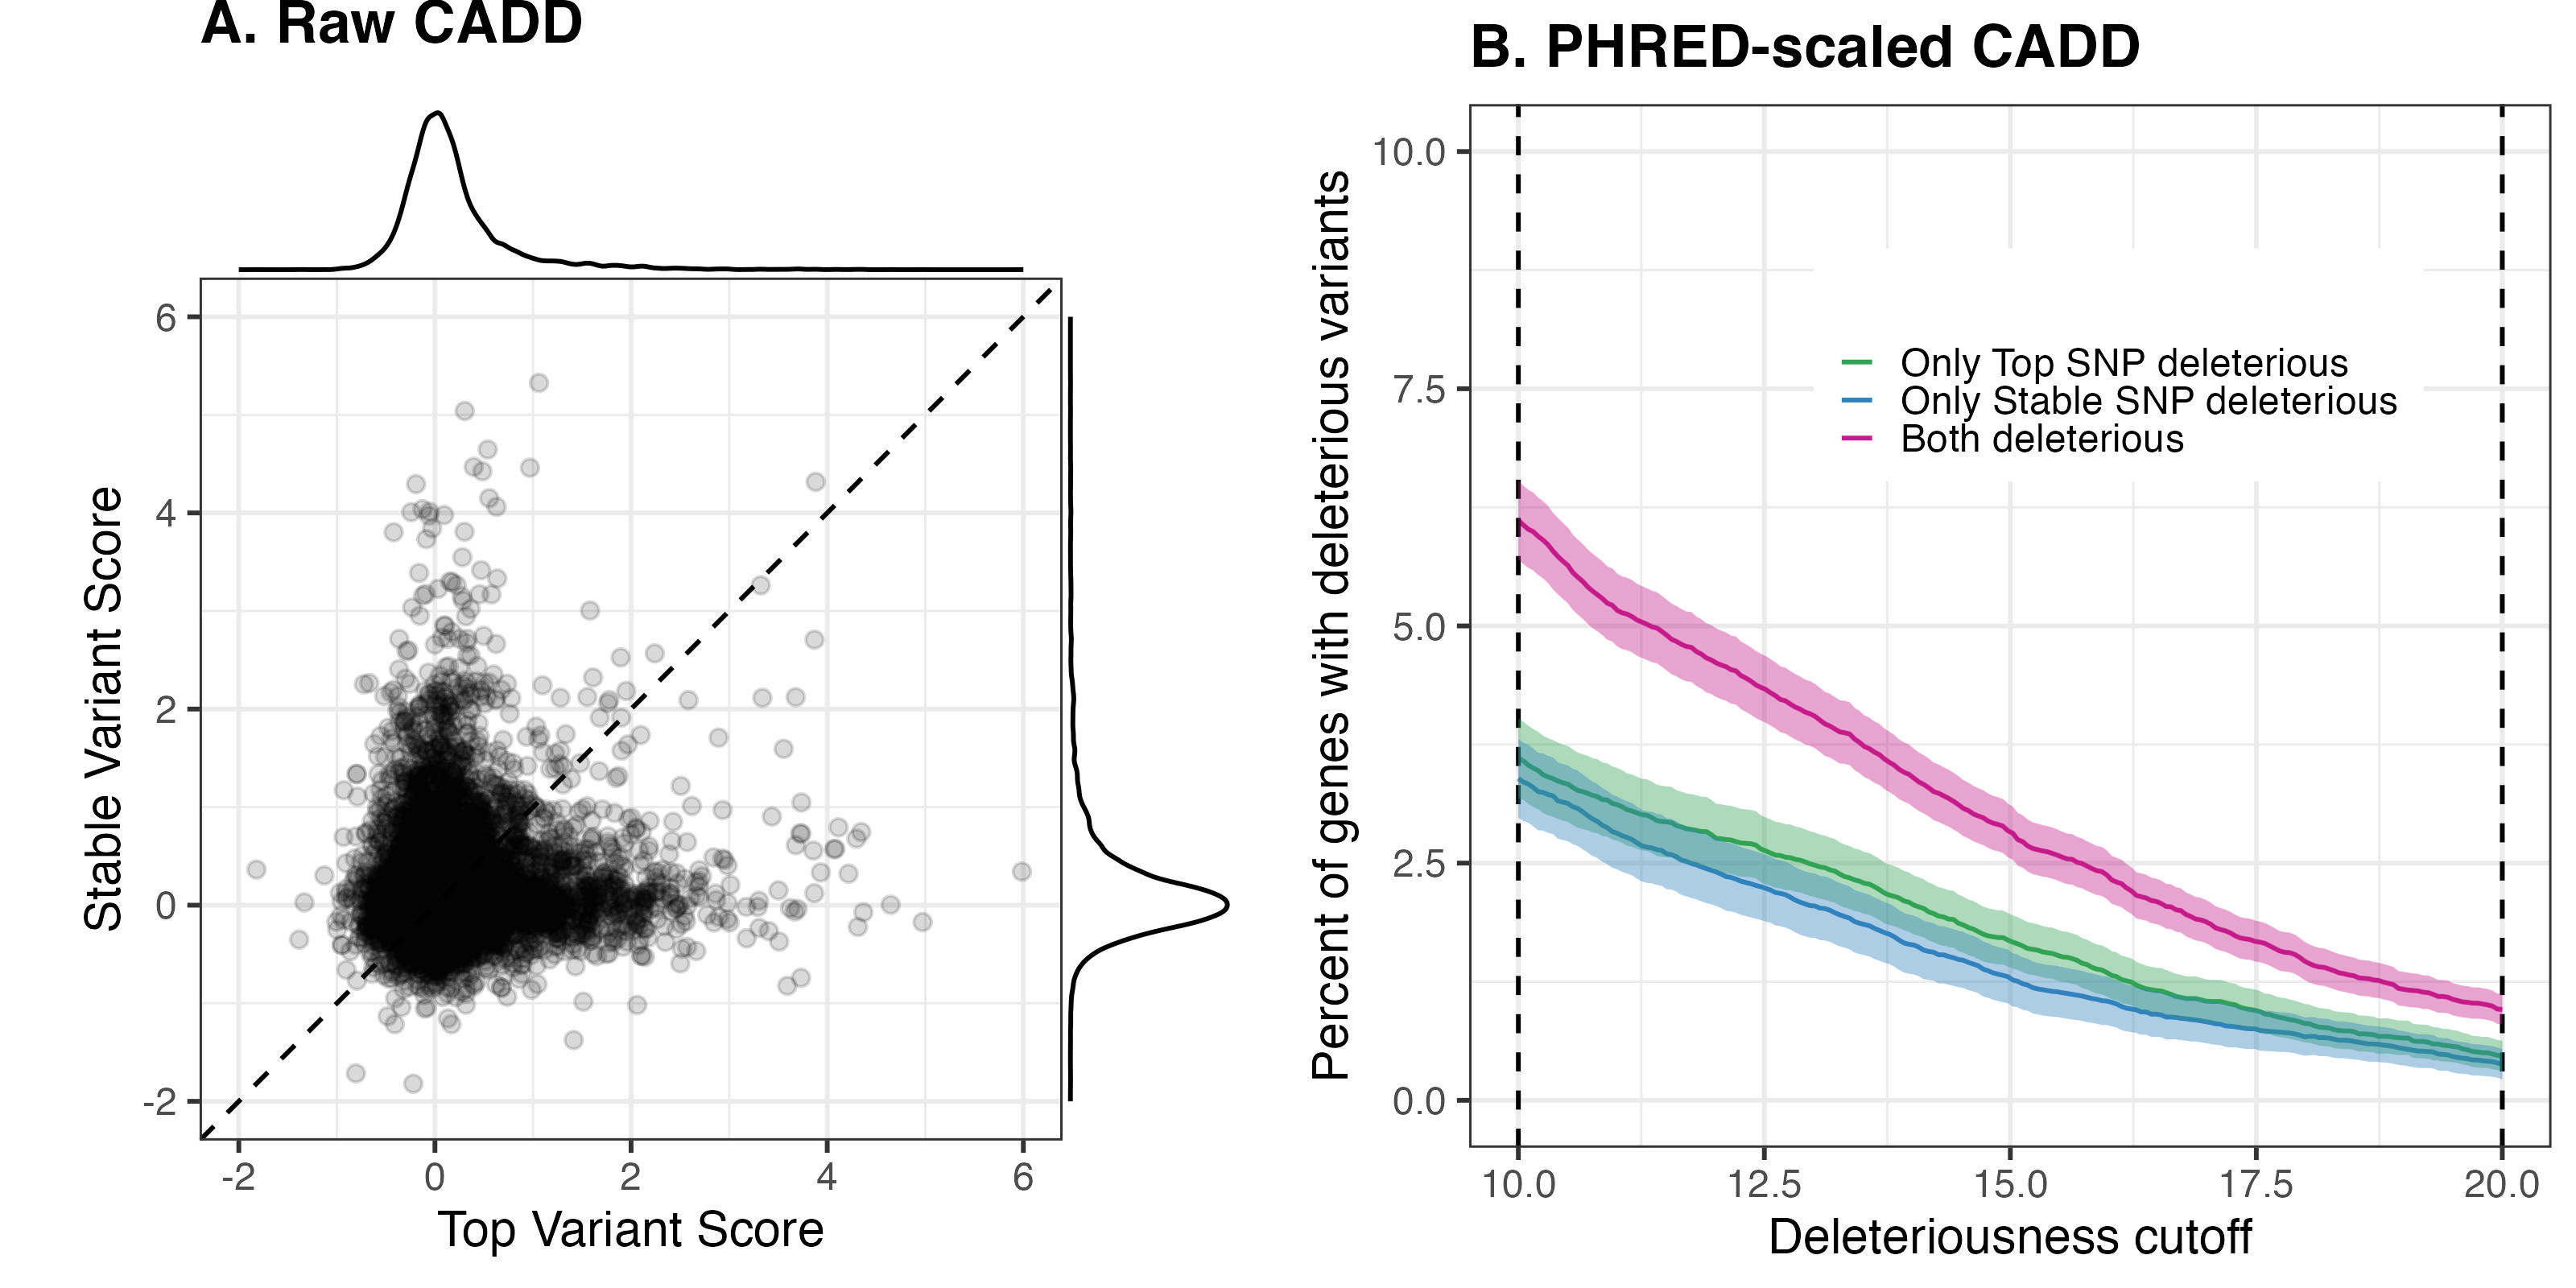 A. Raw CADD
Stable Variant Score
6
4
2
0
-2
-2 0 2 4 6
Top Variant Score
B. PHRED-scaled CADD
Percent of genes with deleterious variants
10.0
7.5
5.0
2.5
0.0
Only Top SNP deleterious
Only Stable SNP deleterious
Both deleterious
10.0 12.5 15.0 17.5 20.0
Deleteriousness cutoff